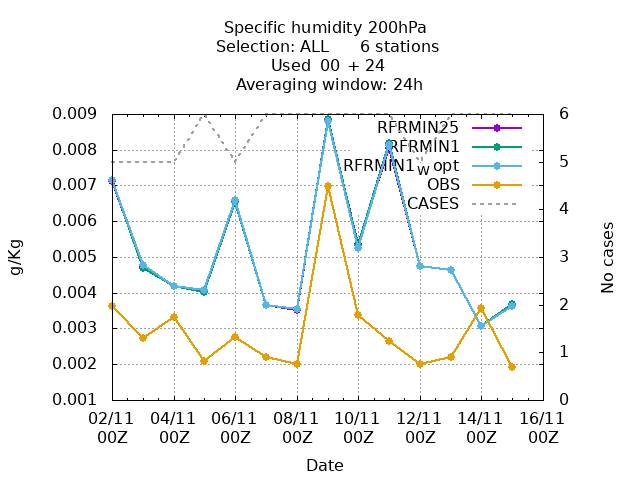 Specific humidity 200hPa
Selection: ALL 6 stations
Used 00 + 24
Averaging window: 24h
RFRMIN25
RFRMIN1
RFRMIN1w opt
OBS
CASES
0.009
0.008
0.007
0.006
0.005
0.004
0.003
0.002
0.001
g/Kg
6
5
4
3
2
1
0
No cases
02/11 04/11 06/11 08/11 10/11 12/11 14/11 16/11
00Z 00Z 00Z 00Z 00Z 00Z 00Z 00Z
Date